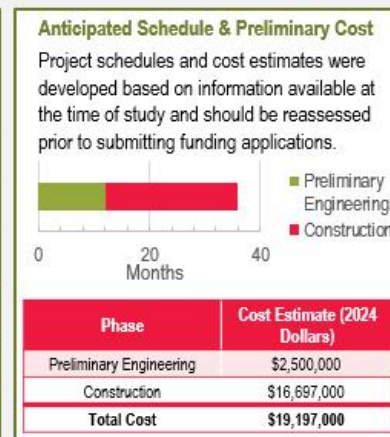 Anticipated Schedule & Preliminary Cost
Project schedules and cost estimates were
developed based on information available at
the time of study and should be reassessed
prior to submitting funding applications.
Preliminary
Engineering
Construction
0 20 40
Months
Phase Cost Estimate (2024
Dollars)
Preliminary Engineering $2,500,000
Construction $16,697,000
Total Cost $19,197,000